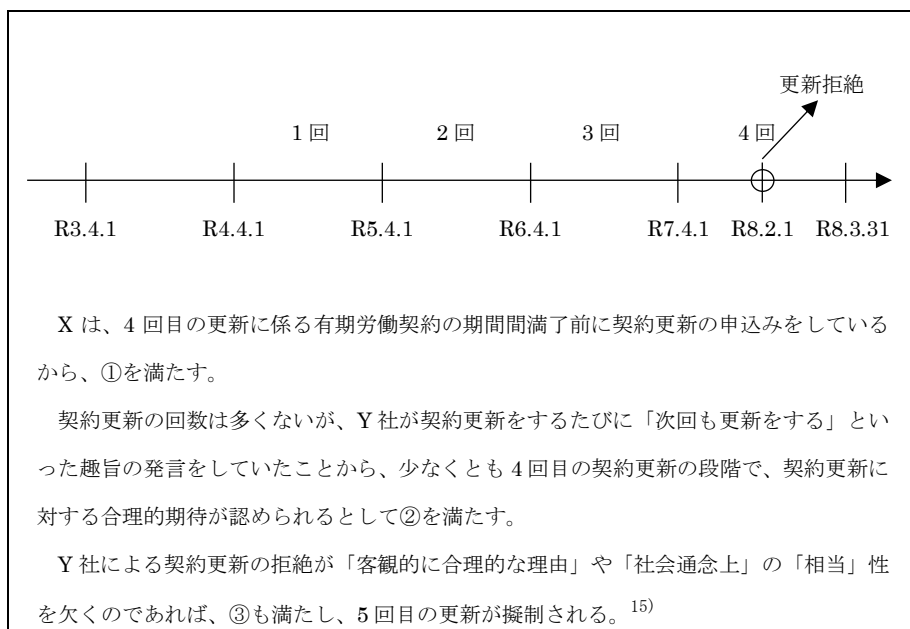 更新拒絶
1回 2回 3回 4回
R3.4.1 R4.4.1 R5.4.1 R6.4.1 R7.4.1 R8.2.1 R8.3.31
X は、4 回目の更新に係る有期労働契約の期間間満了前に契約更新の申込みをしている
から、①を満たす。
契約更新の回数は多くないが、Y 社が契約更新をするたびに「次回も更新をする」とい
った趣旨の発言をしていたことから、少なくとも 4 回目の契約更新の段階で、契約更新に
対する合理的期待が認められるとして②を満たす。
Y 社による契約更新の拒絶が「客観的に合理的な理由」や「社会通念上」の「相当」性
を欠くのであれば、③も満たし、5 回目の更新が擬制される。15)